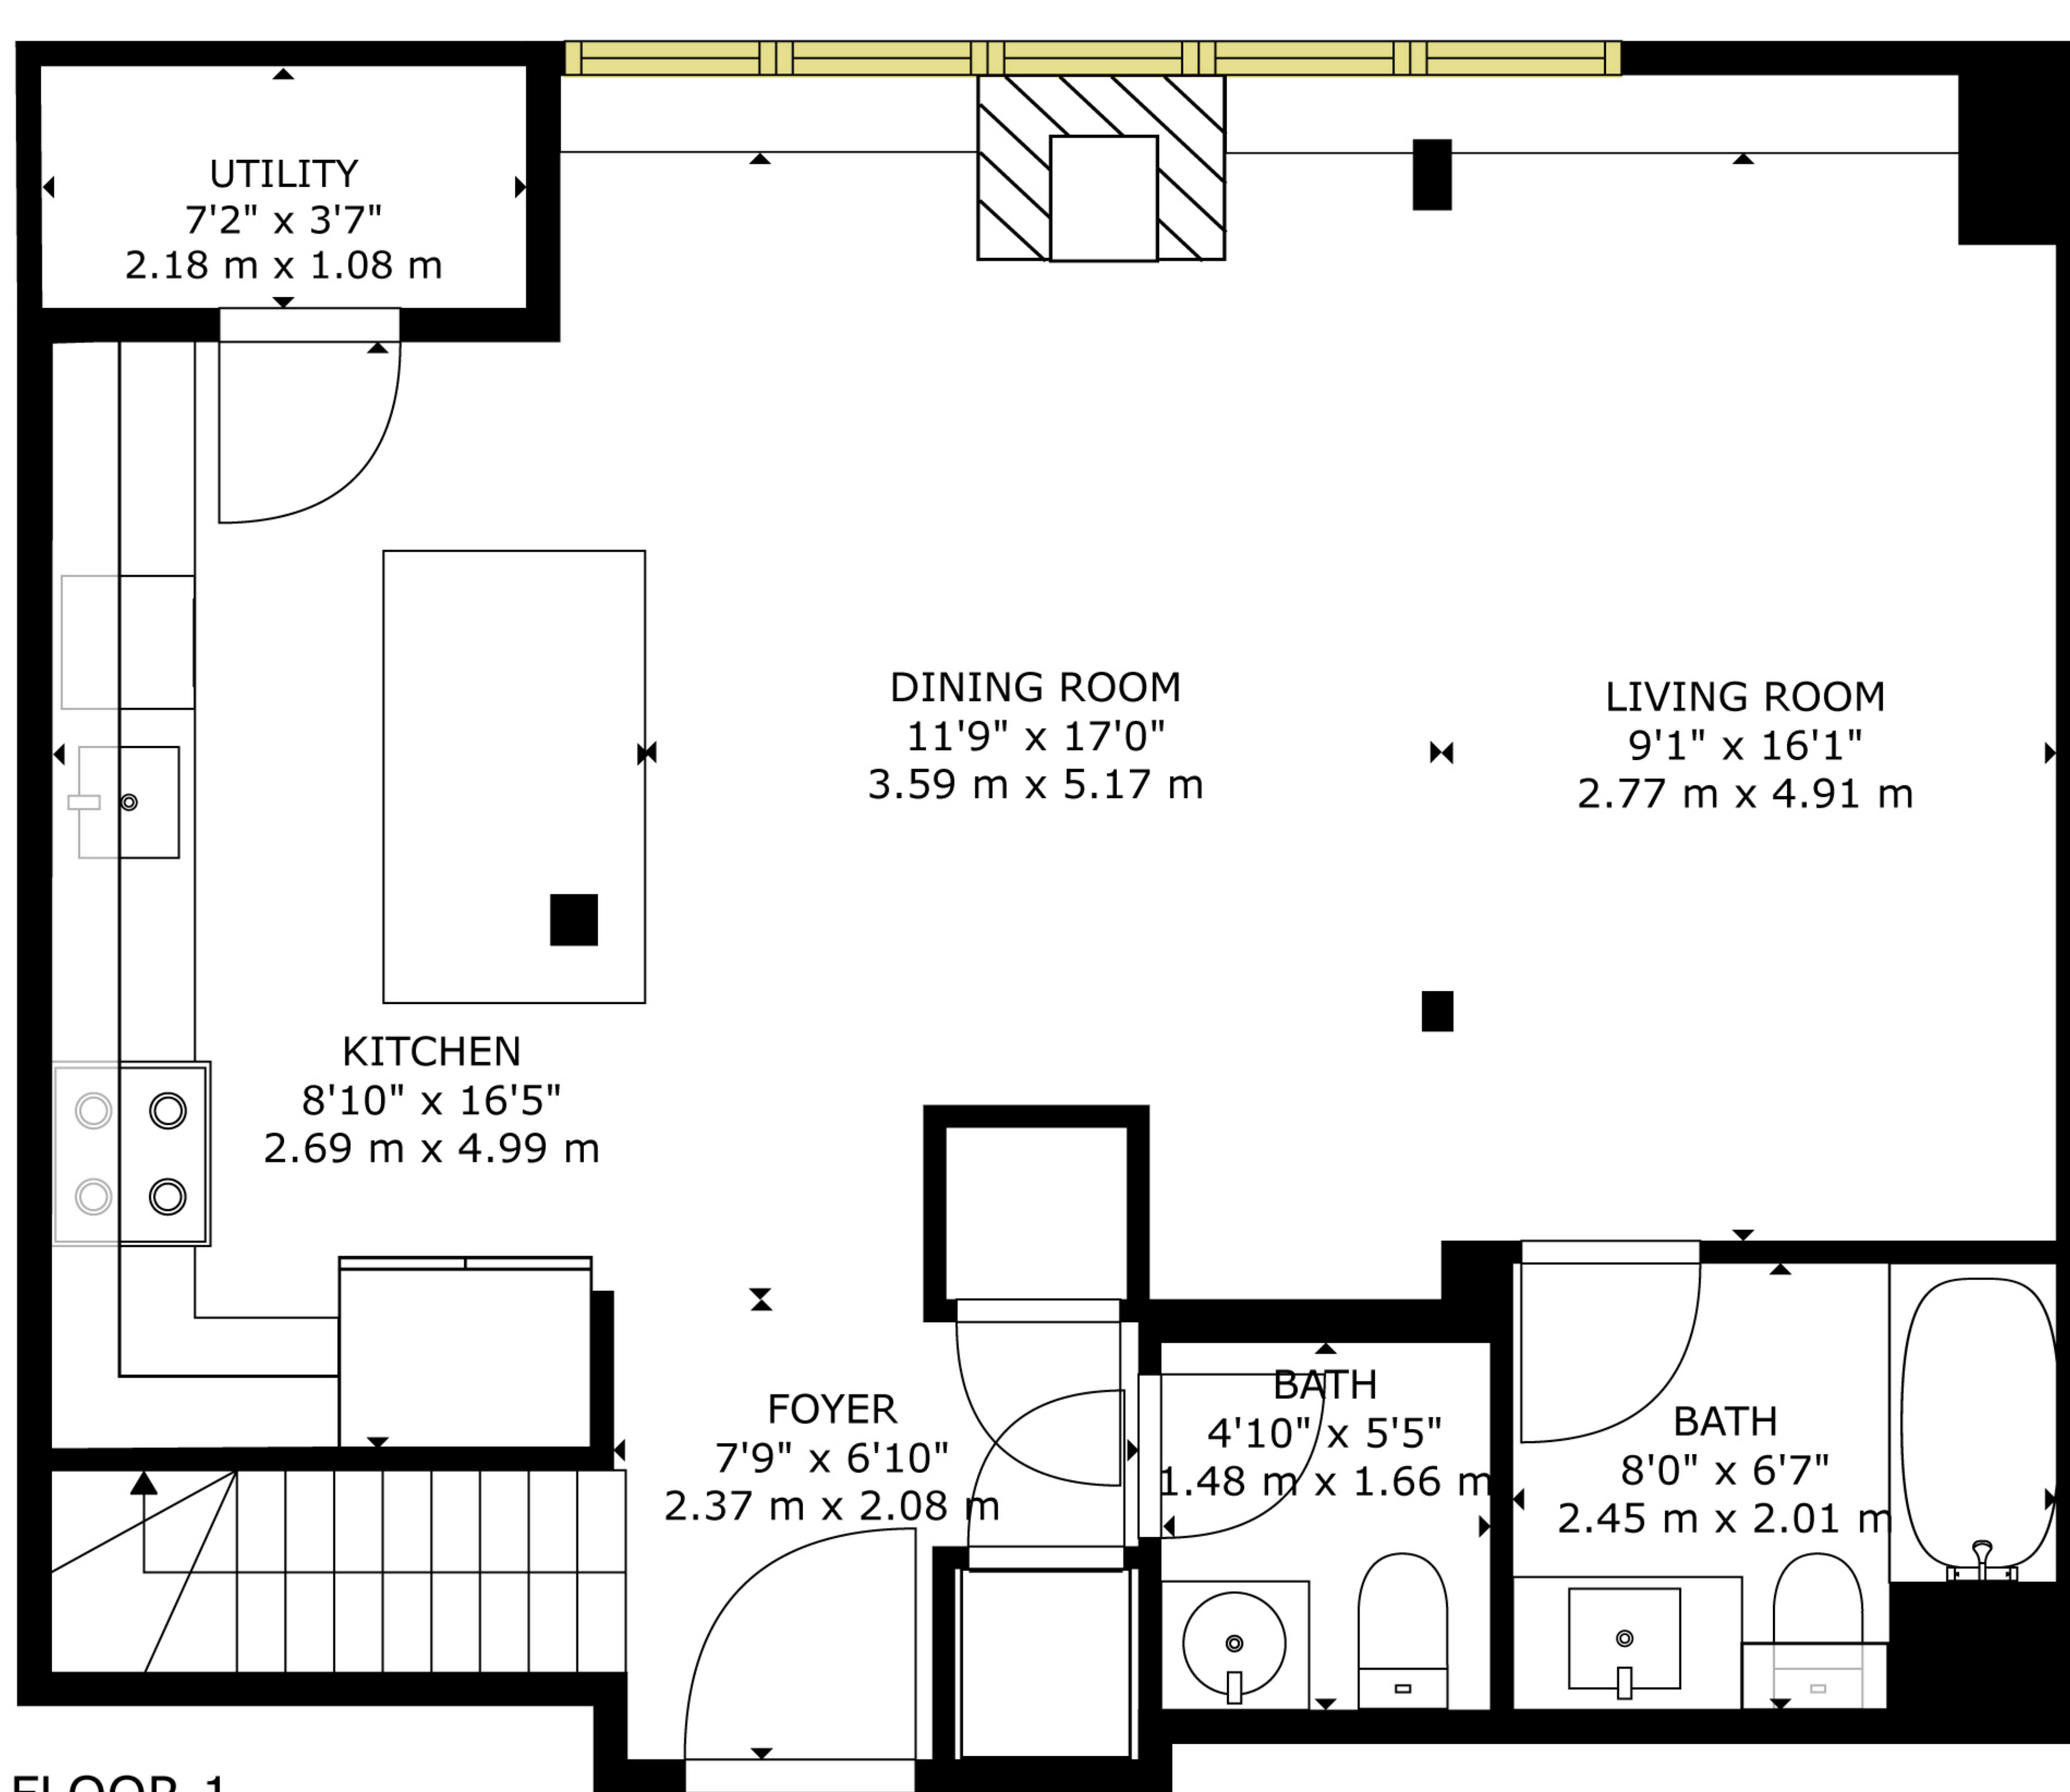 UTILITY
7'2" x 3'7"
2.18 m x 1.08 m
DINING ROOM
11'9" x 17'0"
3.59 m x 5.17 m
LIVING ROOM
9'1" x 16'1"
2.77 m x 4.91 m
KITCHEN
8'10" x 16'5"
2.69 m x 4.99 m
FOYER
7'9" x 6'10"
2.37 m x 2.08 m
BATH
4'10" x 5'5"
1.48 m x 1.66 m
BATH
8'0" x 6'7"
2.45 m x 2.01 m
FLOOR 1